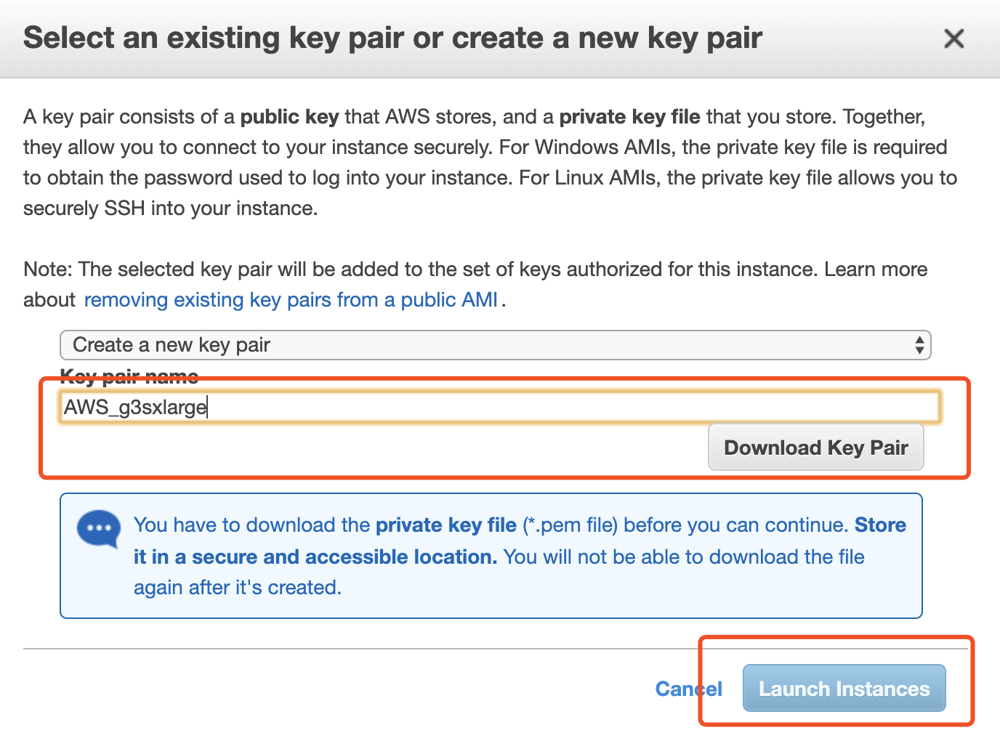 Select an existing key pair or create a new key pair
A key pair consists of a public key that AWS stores, and a private key file that you store. Together,
they allow you to connect to your instance securely. For Windows AMIs, the private key file is required
to obtain the password used to log into your instance. For Linux AMIs, the private key file allows you to
securely SSH into your instance.
Note: The selected key pair will be added to the set of keys authorized for this instance. Learn more
about removing existing key pairs from a public AMI.
Create a new key pair
Key pair name
AWS_g3sxlarge
Download Key Pair
You have to download the private key file (*.pem file) before you can continue. Store
it in a secure and accessible location. You will not be able to download the file
again after it's created.
Cancel Launch Instances